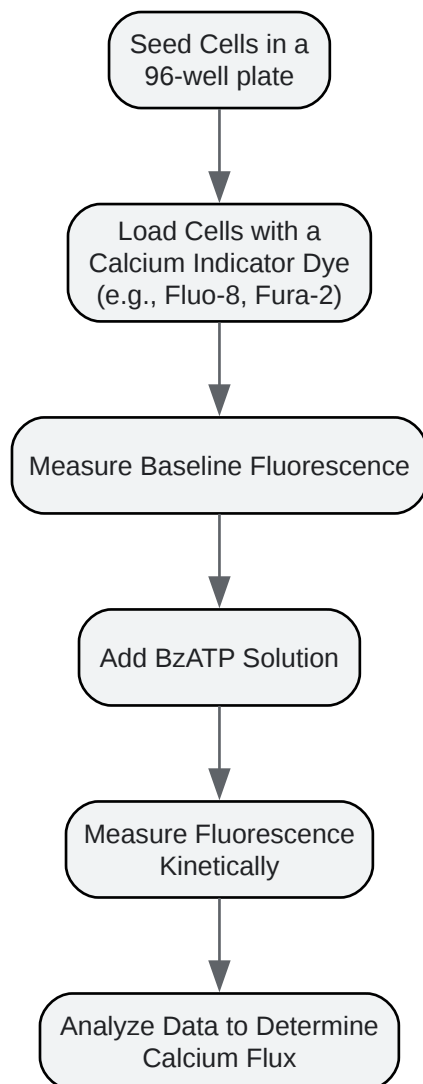 Seed Cells in a
96-well plate
Load Cells with a
Calcium Indicator Dye
(e.g., Fluo-8, Fura-2)
Measure Baseline Fluorescence
Add BzATP Solution
Measure Fluorescence
Kinetically
Analyze Data to Determine
Calcium Flux